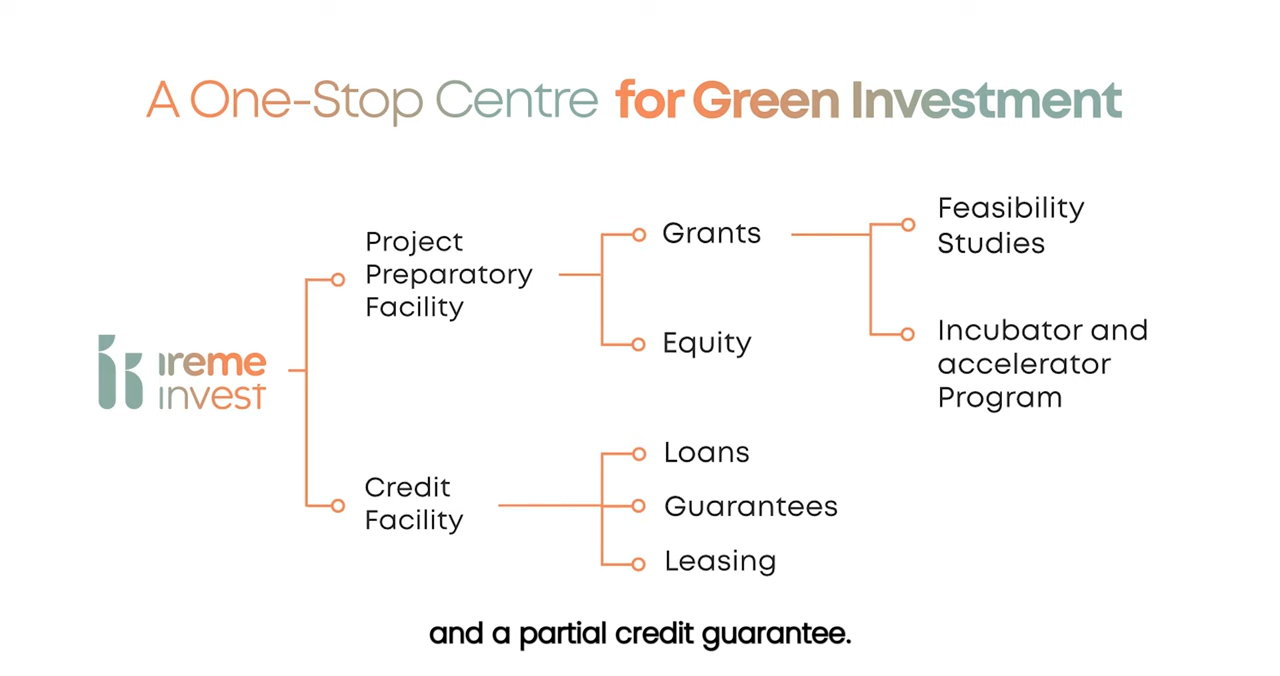 A One-Stop Centre for Green Investment
ireme
invest
Project
Preparatory
Facility
Grants
Feasibility
Studies
Incubator and
accelerator
Program
Equity
Credit
Facility
Loans
Guarantees
Leasing
and a partial credit guarantee.